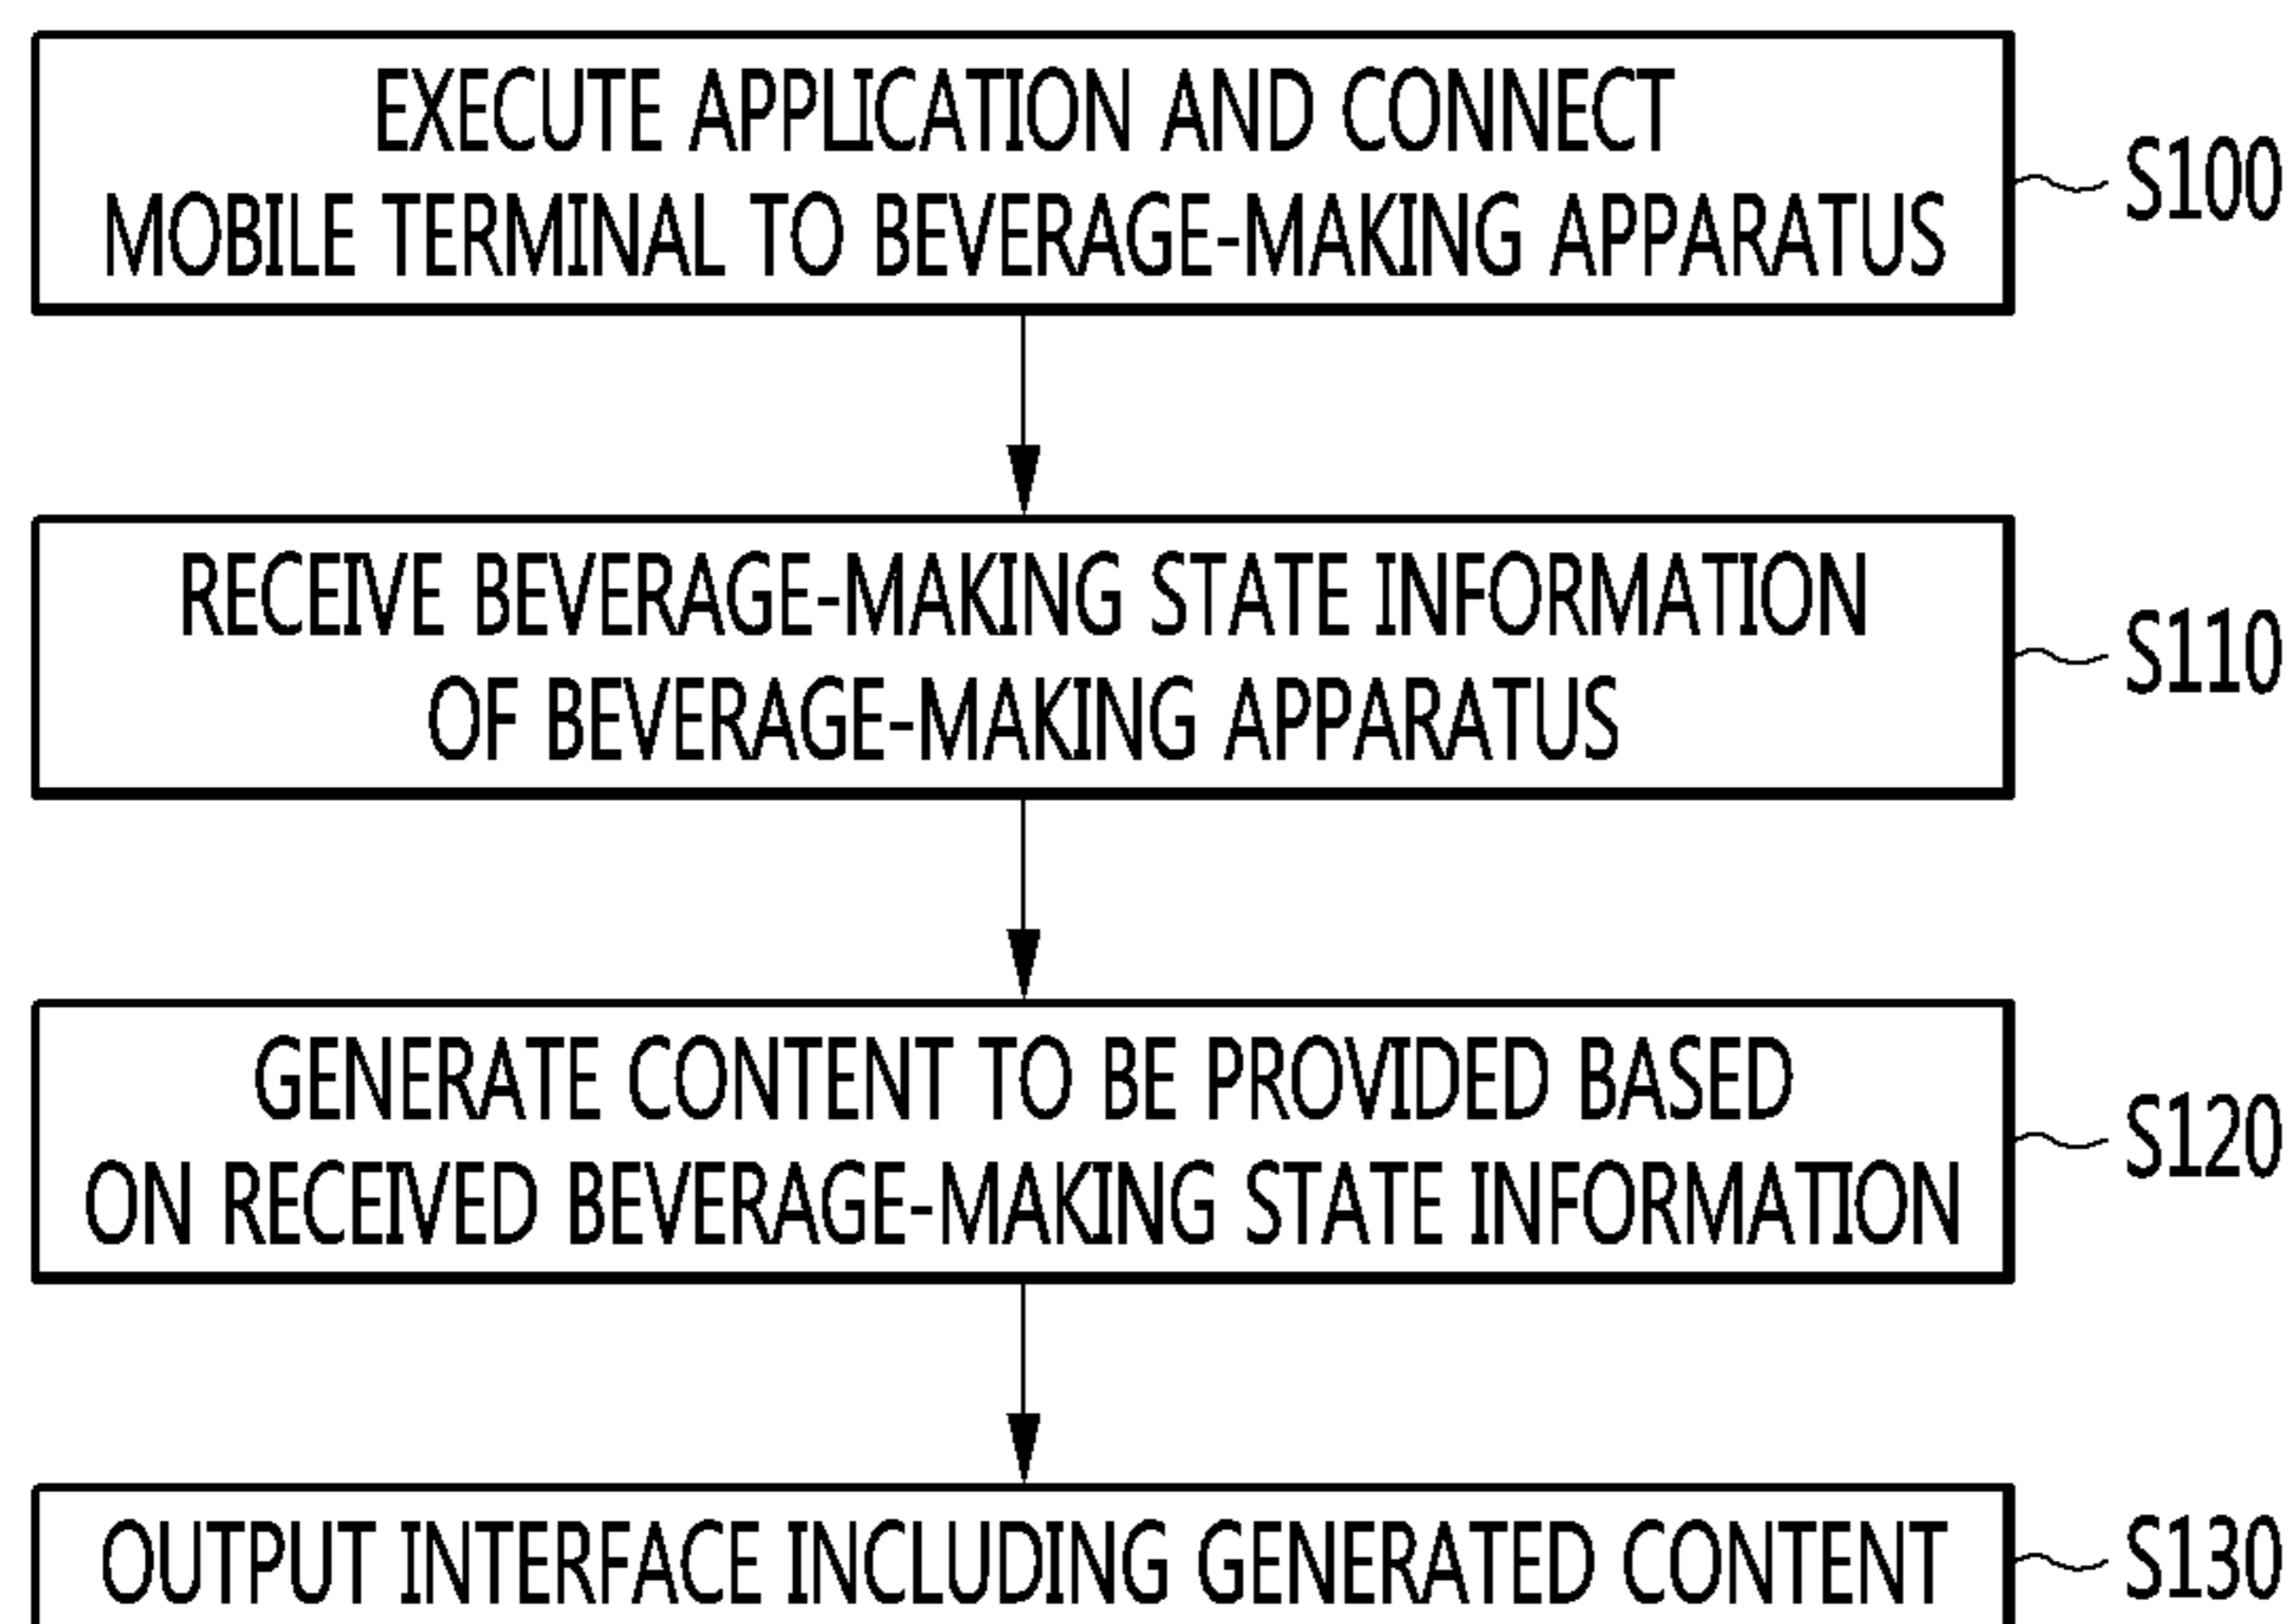 EXECUTE APPLICATION AND CONNECT
MOBILE TERMINAL TO BEVERAGE-MAKING APPARATUS
S100
RECEIVE BEVERAGE-MAKING STATE INFORMATION
OF BEVERAGE-MAKING APPARATUS
S110
GENERATE CONTENT TO BE PROVIDED BASED
ON RECEIVED BEVERAGE-MAKING STATE INFORMATION
S120
OUTPUT INTERFACE INCLUDING GENERATED CONTENT
S130